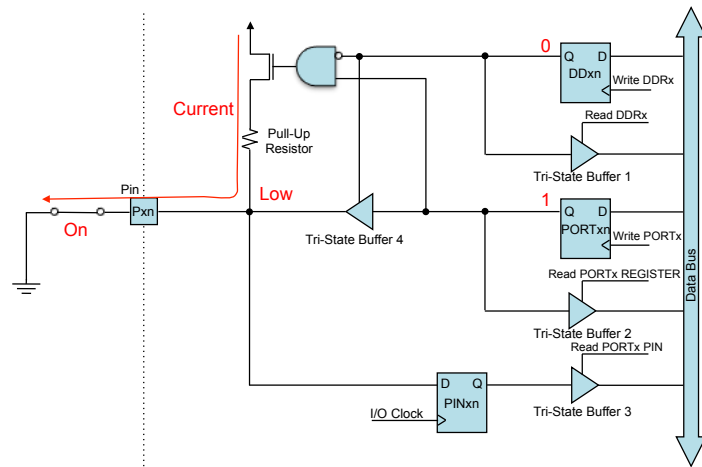 0
Q D
DDxn
Write DDRx
Current
Read DDRx
Pull-Up
Resistor
Tri-State Buffer 1
Pin
Low
1
Pxn
On
Tri-State Buffer 4
Q D
PORTxn
Write PORTx
Data Bus
Read PORTx REGISTER
Tri-State Buffer 2
Read PORTx PIN
D Q
PINxn
I/O Clock
Tri-State Buffer 3